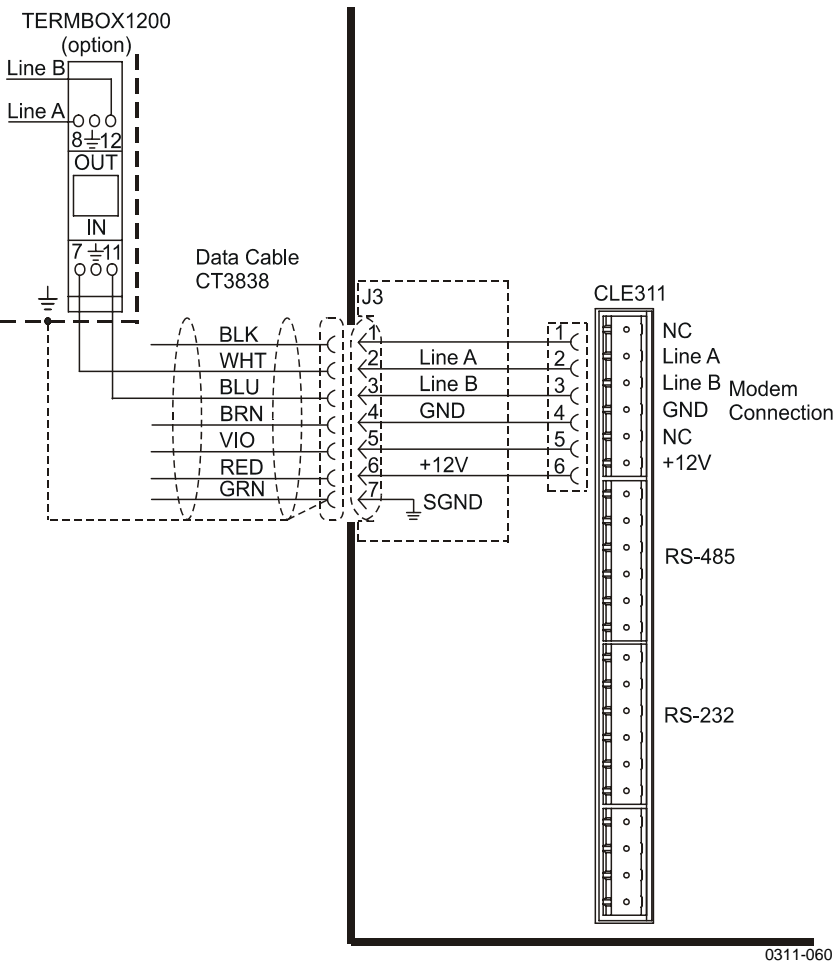 TERMBOX1200
(option)
Line B
Line A
8 12
OUT
IN
7 11
Data Cable
CT3838
BLK
WHT
BLU
BRN
VIO
RED
GRN
J3
1
2 Line A
3 Line B
4 GND
5
6 +12V
7
SGND
1
2
3
4
5
6
CLE311
NC
Line A
Line B
GND
NC
+12V
Modem
Connection
RS-485
RS-232
0311-060